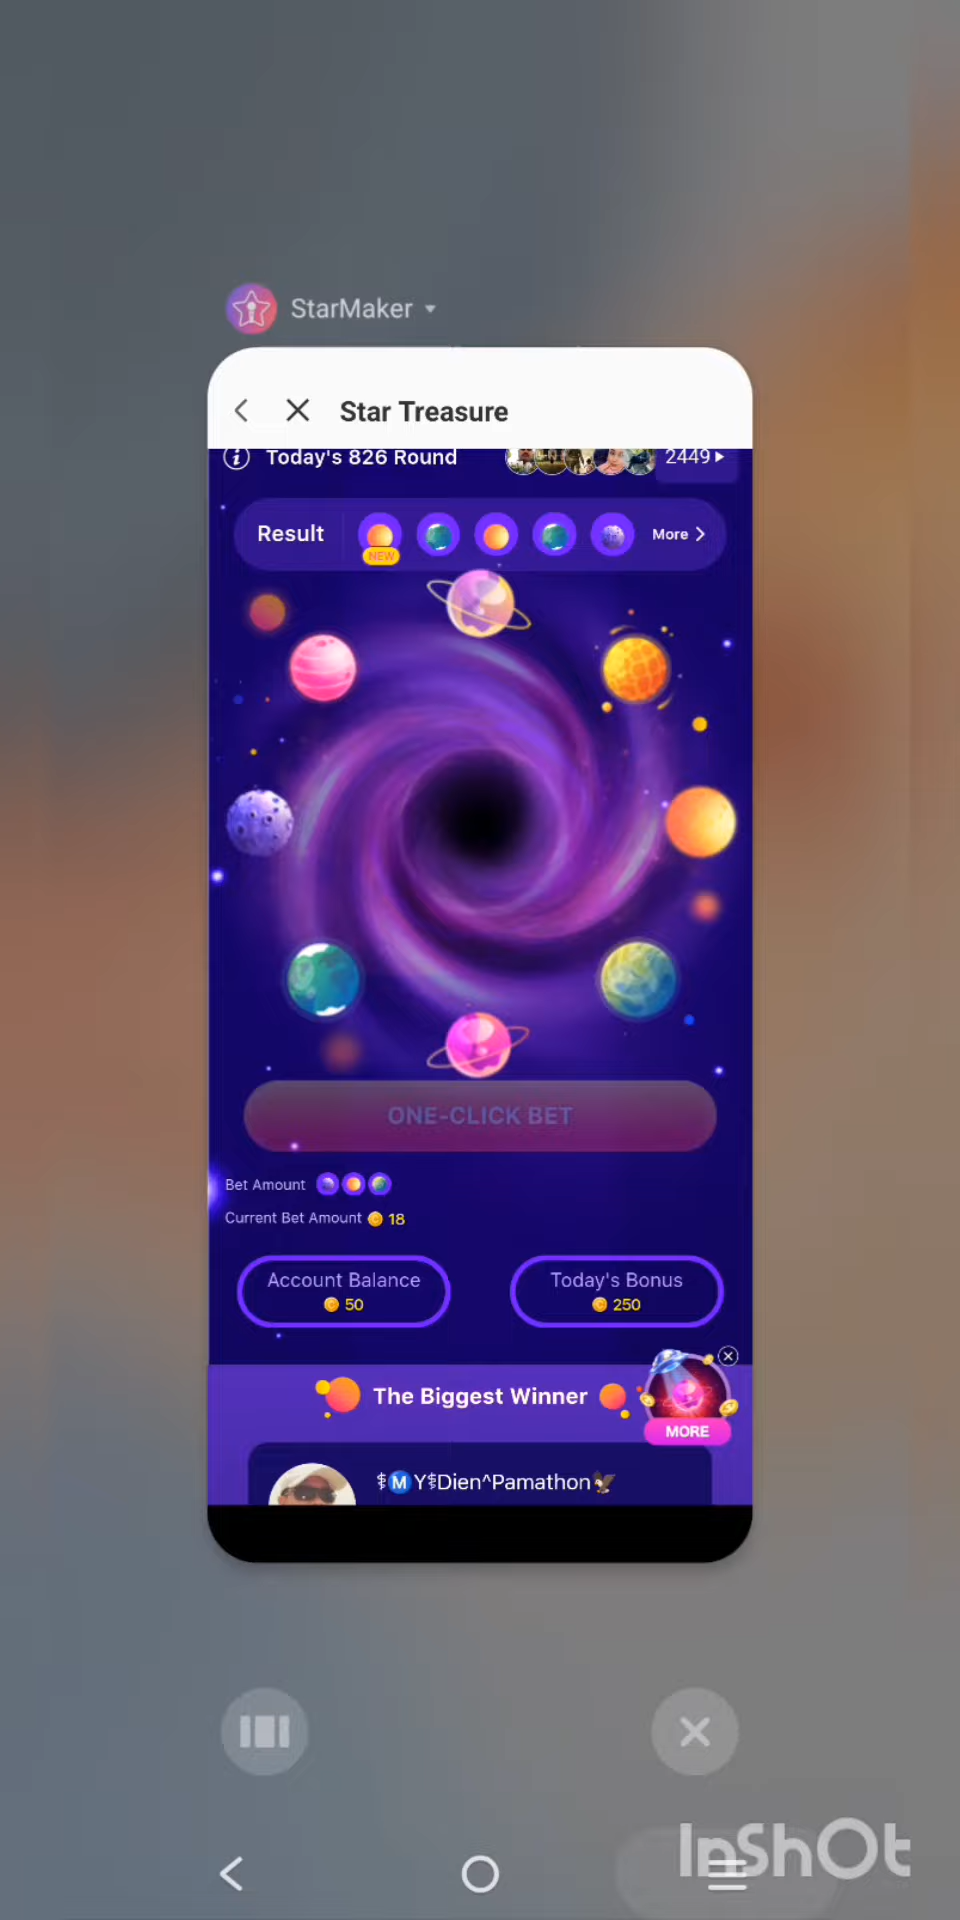 StarMaker
Star Treasure
Today's 826 Round
2449
Result
More
NEW
ONE-CLICK BET
Bet Amount
Current Bet Amount 18
Account Balance
50
Today's Bonus
250
The Biggest Winner
MORE
⚕ⓂY⚕Dien^Pamathon🦅
InShOt